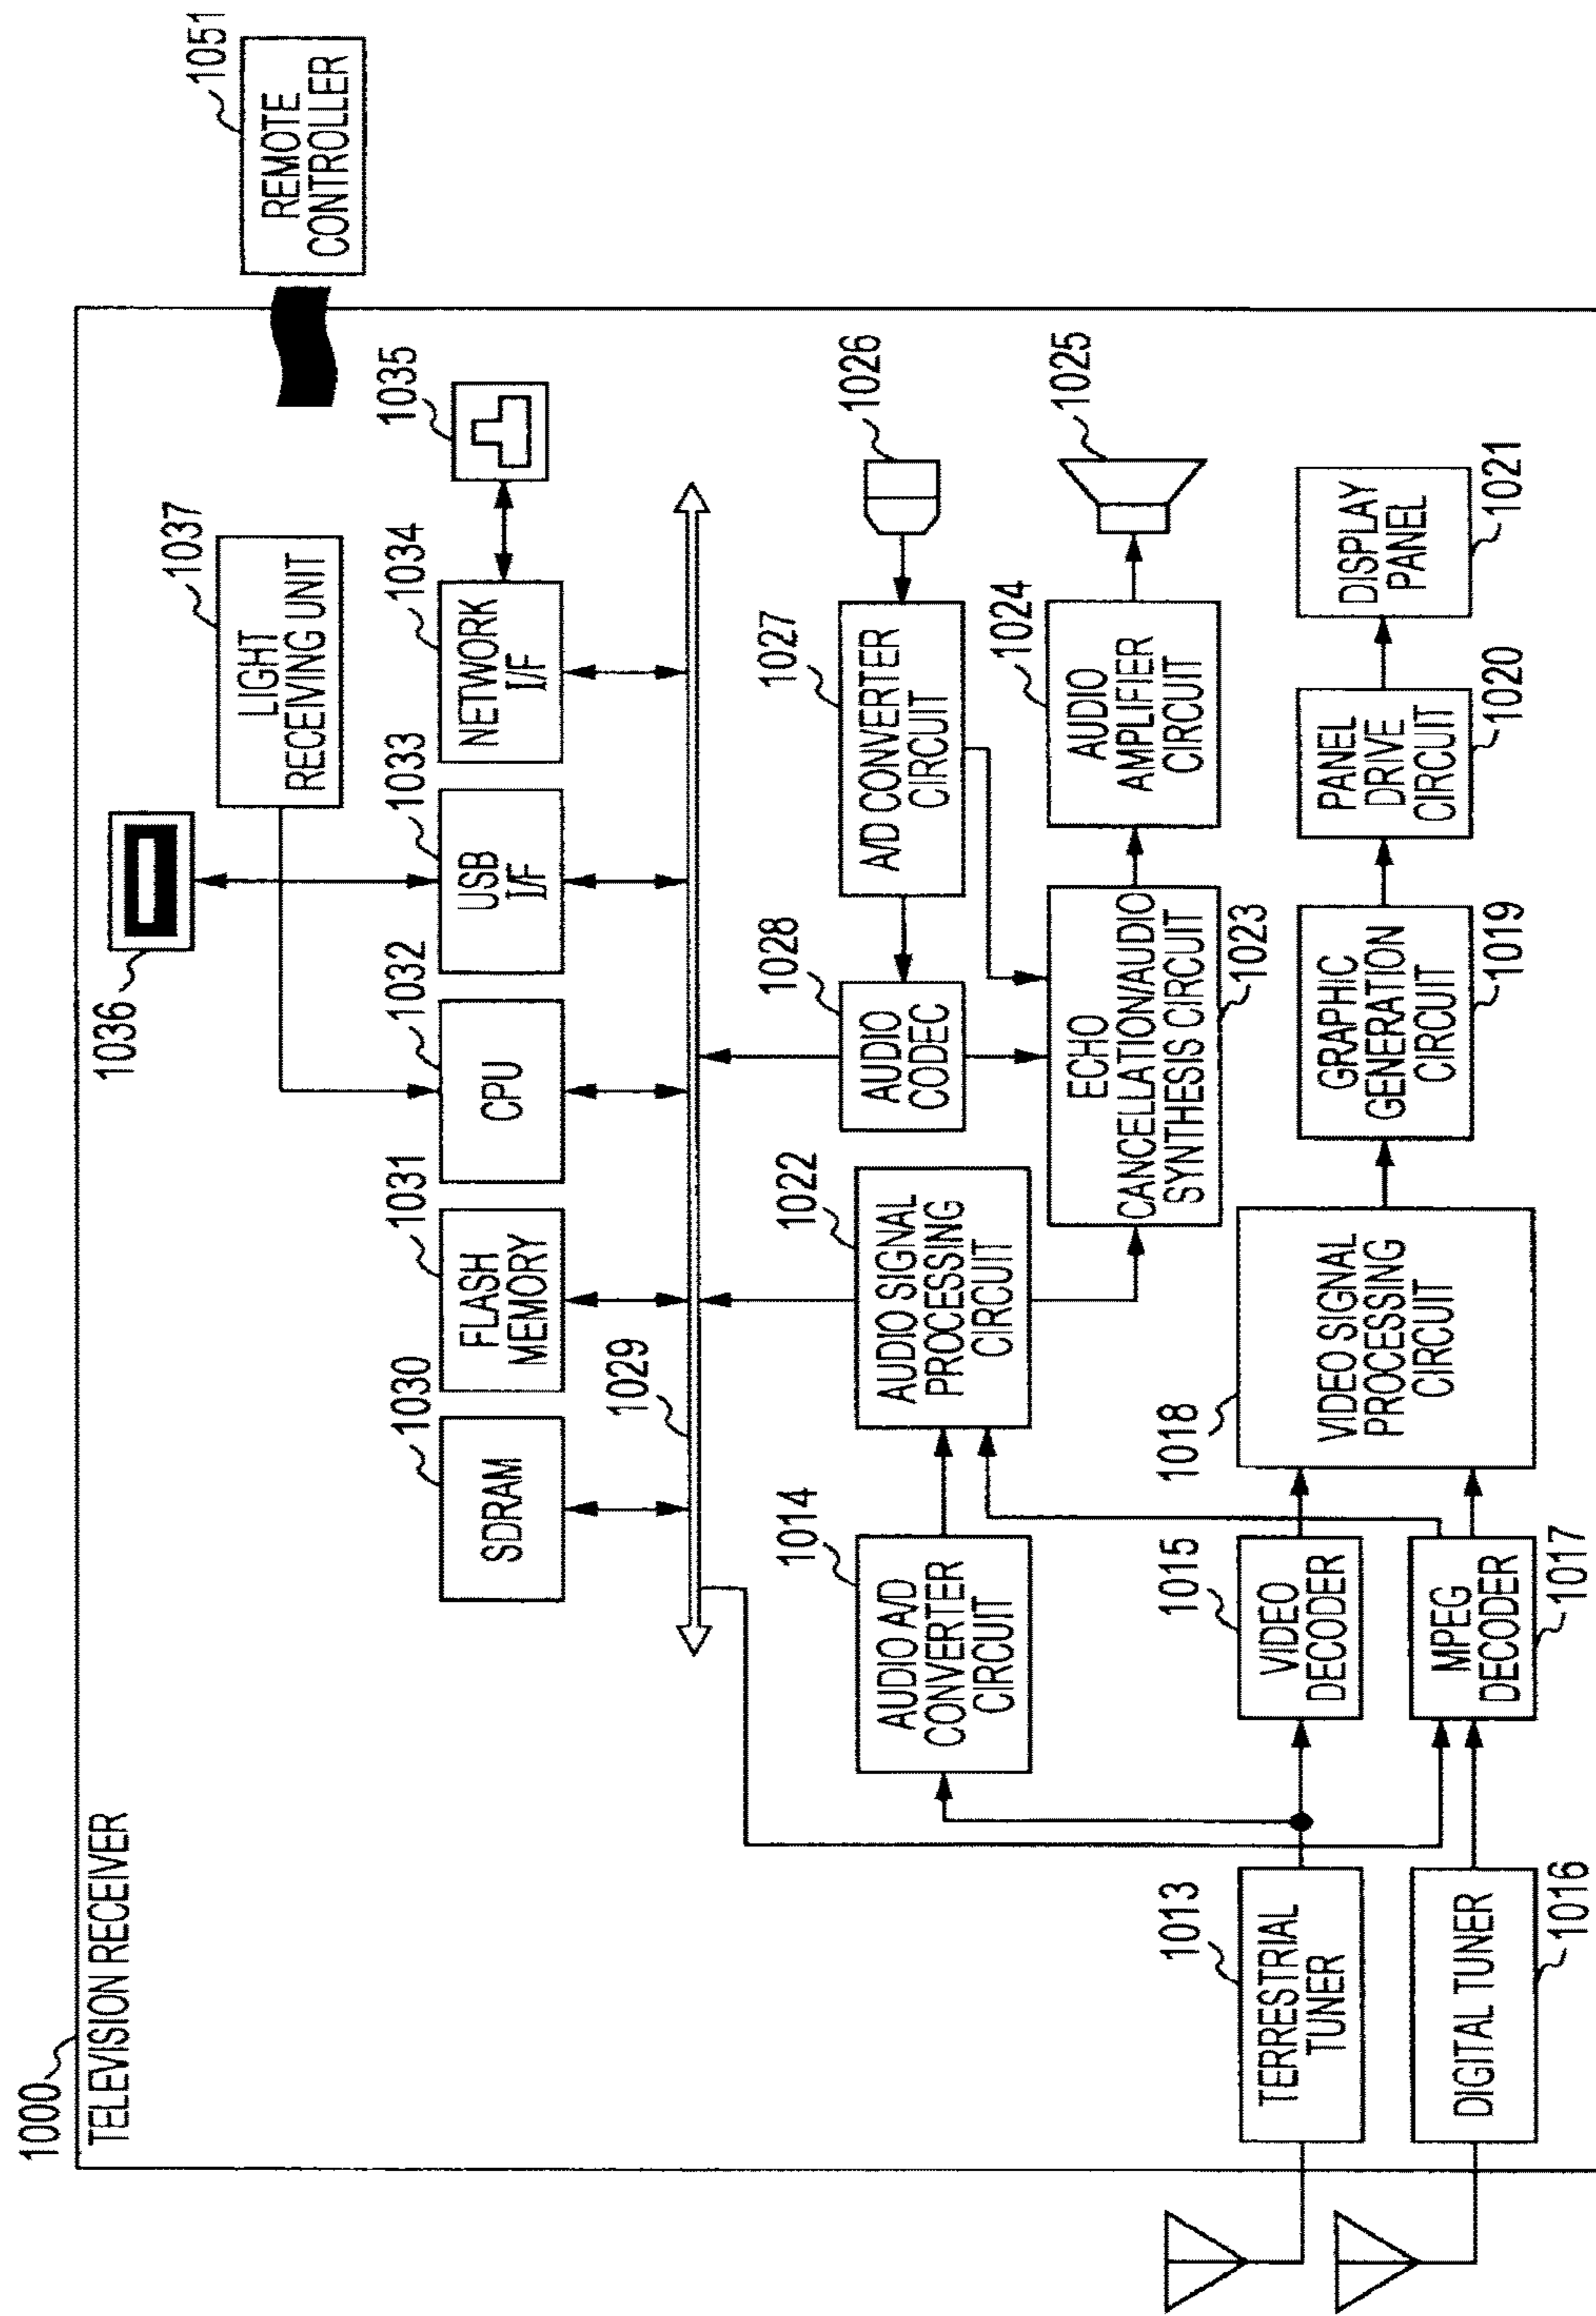 1000
TELEVISION RECEIVER
1051
REMOTE
CONTROLLER
1036
1037
LIGHT
RECEIVING UNIT
1030
SDRAM
1031
FLASH
MEMORY
1032
CPU
1033
USB
I/F
1034
NETWORK
I/F
1035
1029
1014
AUDIO A/D
CONVERTER
CIRCUIT
1022
AUDIO SIGNAL
PROCESSING
CIRCUIT
1028
AUDIO
CODEC
1027
A/D CONVERTER
CIRCUIT
1026
ECHO
CANCELLATION/AUDIO
SYNTHESIS CIRCUIT
1023
1024
AUDIO
AMPLIFIER
CIRCUIT
1025
1013
TERRESTRIAL
TUNER
1015
VIDEO
DECODER
1018
VIDEO SIGNAL
PROCESSING
CIRCUIT
GRAPHIC
GENERATION
CIRCUIT
1019
PANEL
DRIVE
CIRCUIT
1020
DISPLAY
PANEL
1021
DIGITAL TUNER
1016
MPEG
DECODER
1017